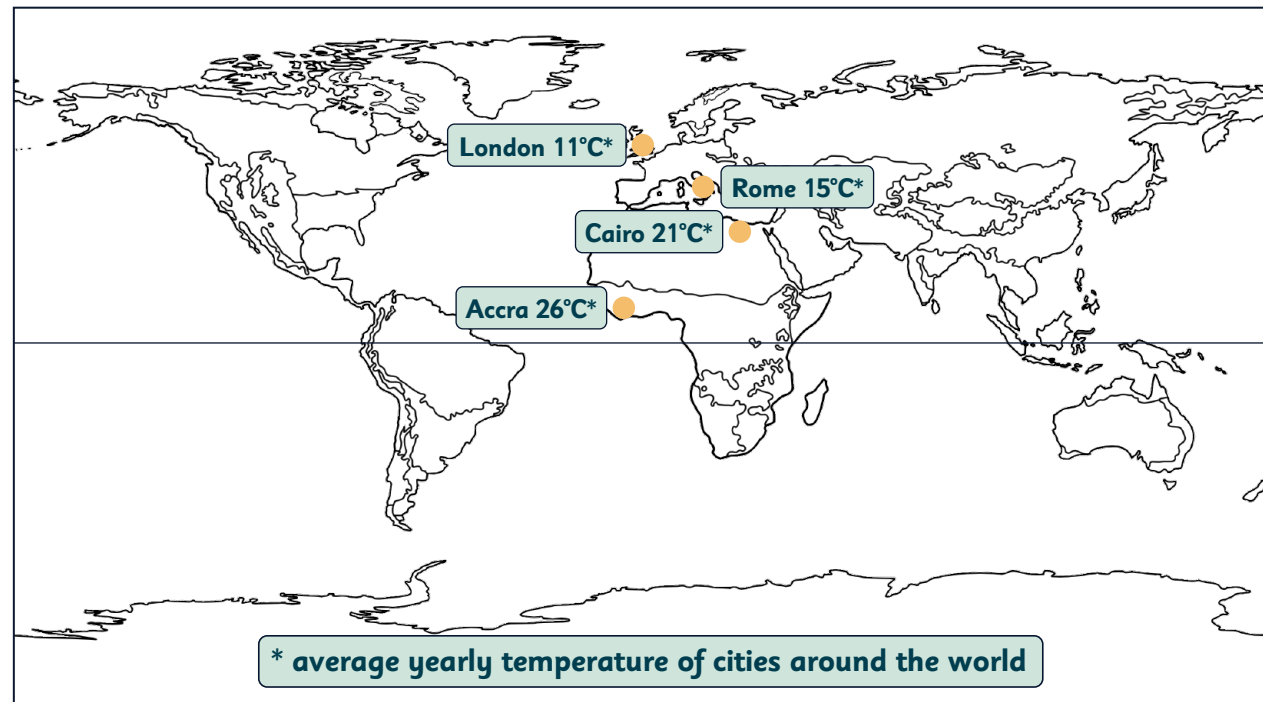 London 11°C*
Rome 15°C*
Cairo 21°C*
Accra 26°C*
* average yearly temperature of cities around the world